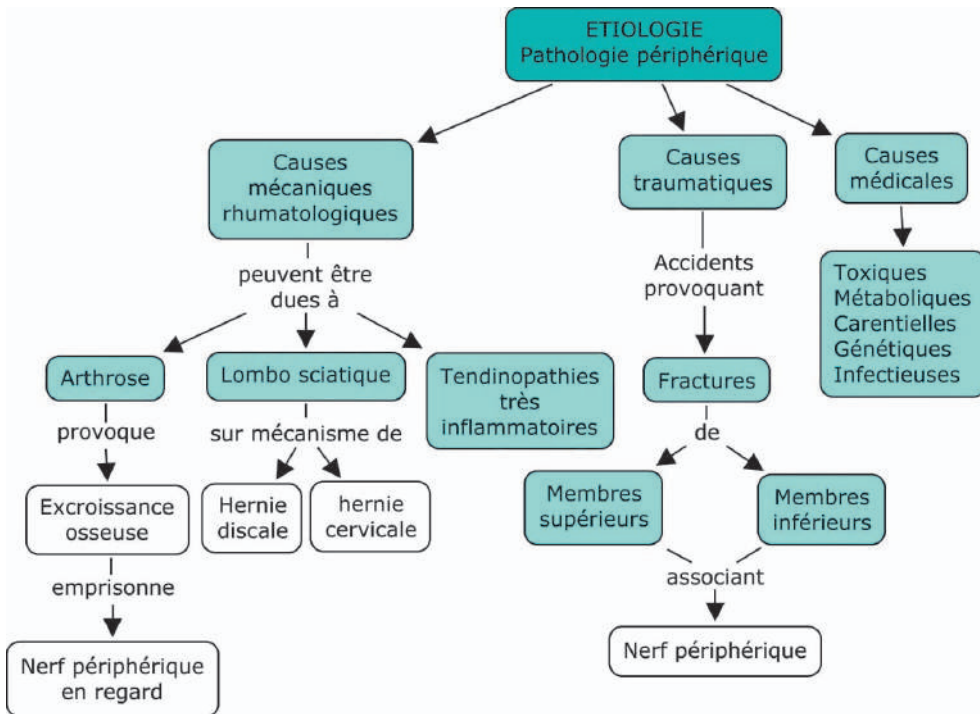 ETIOLOGIE
Pathologie périphérique
Causes
mécaniques
rhumatologiques
Causes
traumatiques
Causes
médicales
peuvent être
dues à
Accidents
provoquant
Toxiques
Métaboliques
Carentielles
Génétiques
Infectieuses
Arthrose
Lombo sciatique
Tendinopathies
très
inflammatoires
Fractures
provoque
sur mécanisme de
de
Excroissance
osseuse
Hernie
discale
hernie
cervicale
Membres
supérieurs
Membres
inférieurs
emprisonne
associant
Nerf périphérique
en regard
Nerf périphérique